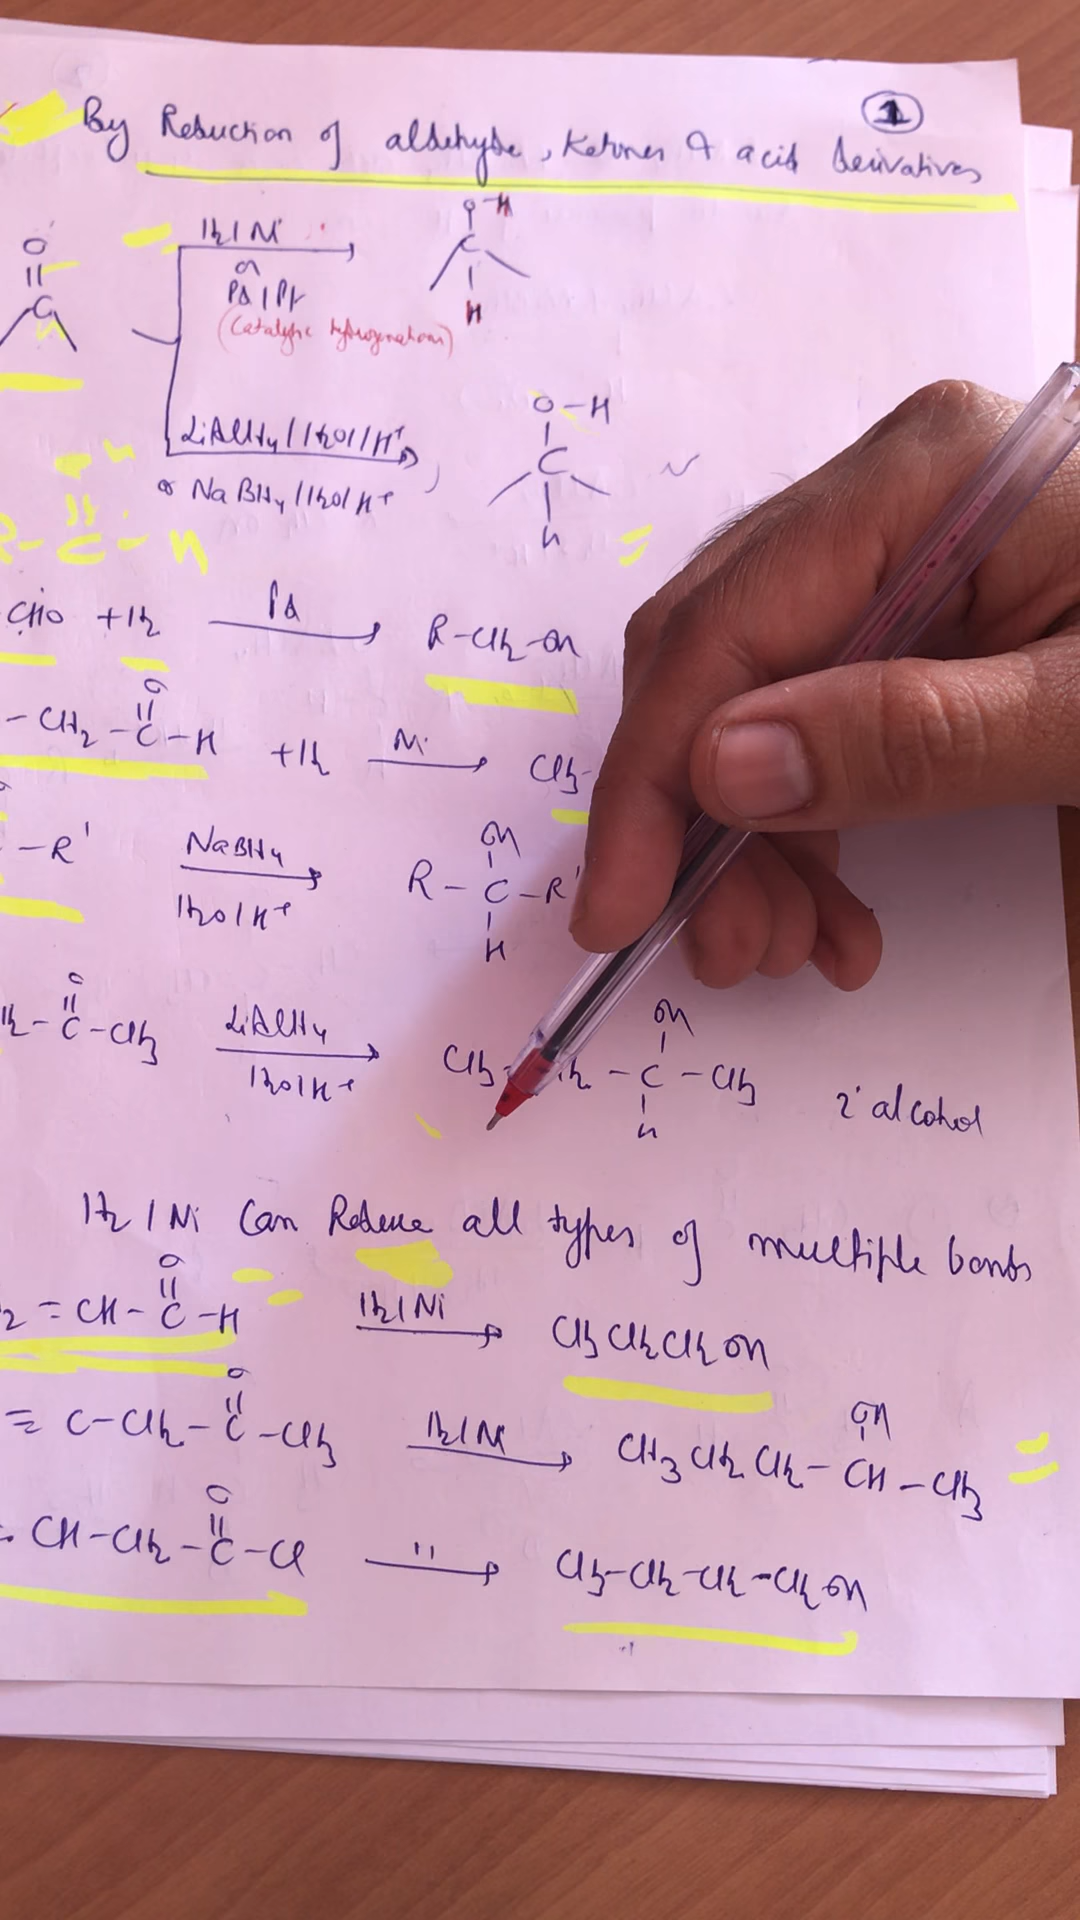 1
By Reduction of aldehyde, Ketones & acid derivatives
O
||
C
H2/Ni
or
Pd/Pt
(Catalytic hydrogenation)
O-H
C
H
LiAlH4/H2O/H+
or NaBH4/H2O/H+
O-H
C
H
R-C-H
CHO + H2 Pd R-CH2-OH
O
-CH2-C-H + H2 Ni CH3-
-R' NaBH4 H2O/H+
OH
R-C-R'
H
O
-C-CH3 LiAlH4 H2O/H+
OH
CH3 -C-CH3 2° alcohol
H
H2/Ni Can Reduce all types of multiple bonds
O
2=CH-C-H H2/Ni CH3CH2CH2OH
O
≡C-CH2-C-CH3 H2/Ni
OH
CH3CH2CH2-CH-CH3
O
CH-CH2-C-Cl '' CH3-CH2-CH2-CH2OH